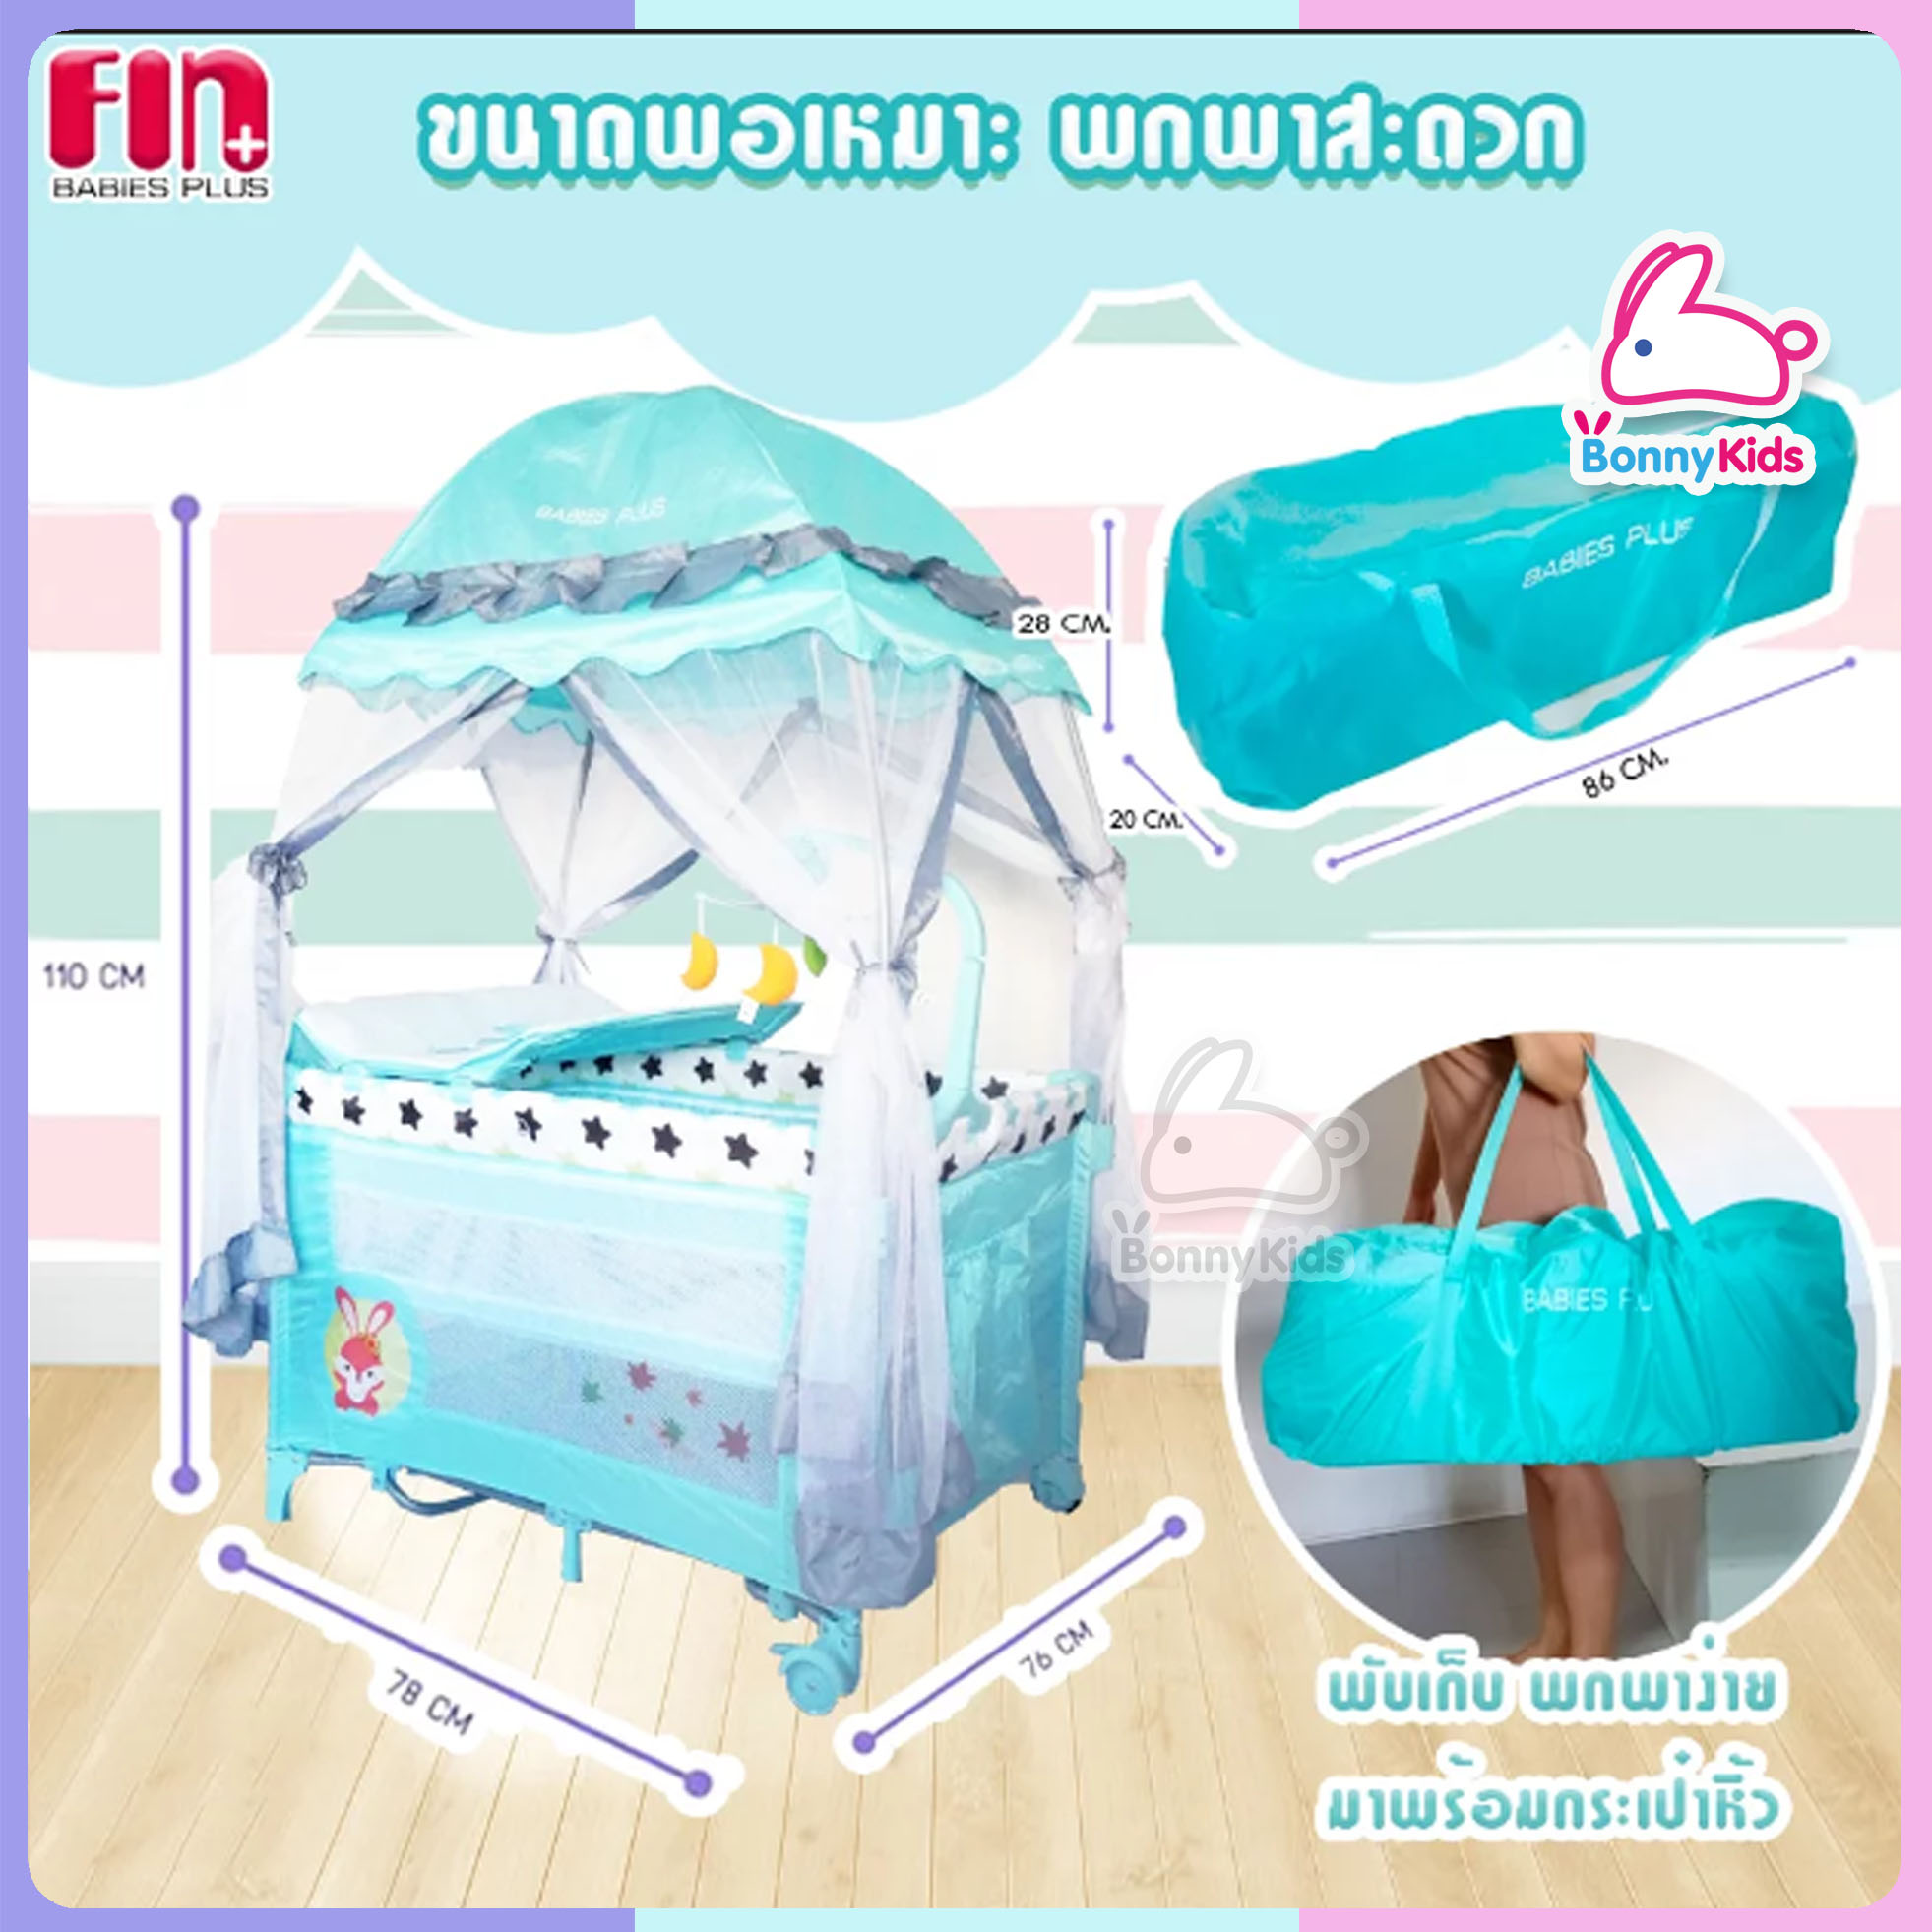 Fin+
BABIES PLUS
ขนาดพอเหมาะ พกพาสะดวก
BonnyKids
BABIES PLUS
BABIES PLUS
28 CM.
86 CM.
20 CM.
110 CM
BonnyKids
BABIES PLU
78 CM
76 CM
พับเก็บ พกพาง่าย
มาพร้อมกระเป๋าหิ้ว